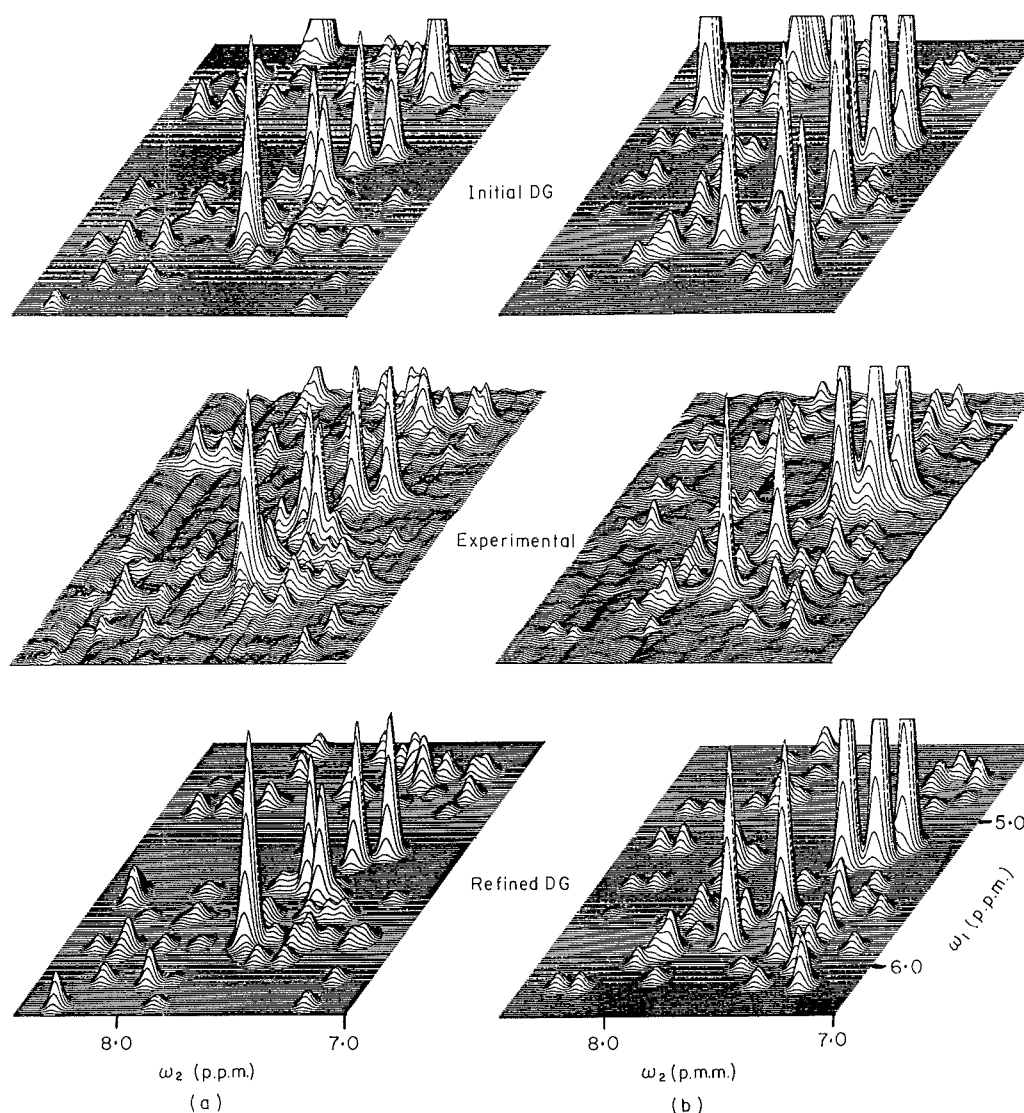 Initial DG
Experimental
Refined DG
5·0
6·0
ω1 (p.p.m.)
8·0
7·0
8·0
7·0
ω2 (p.p.m.)
ω2 (p.m.m.)
(a)
(b)